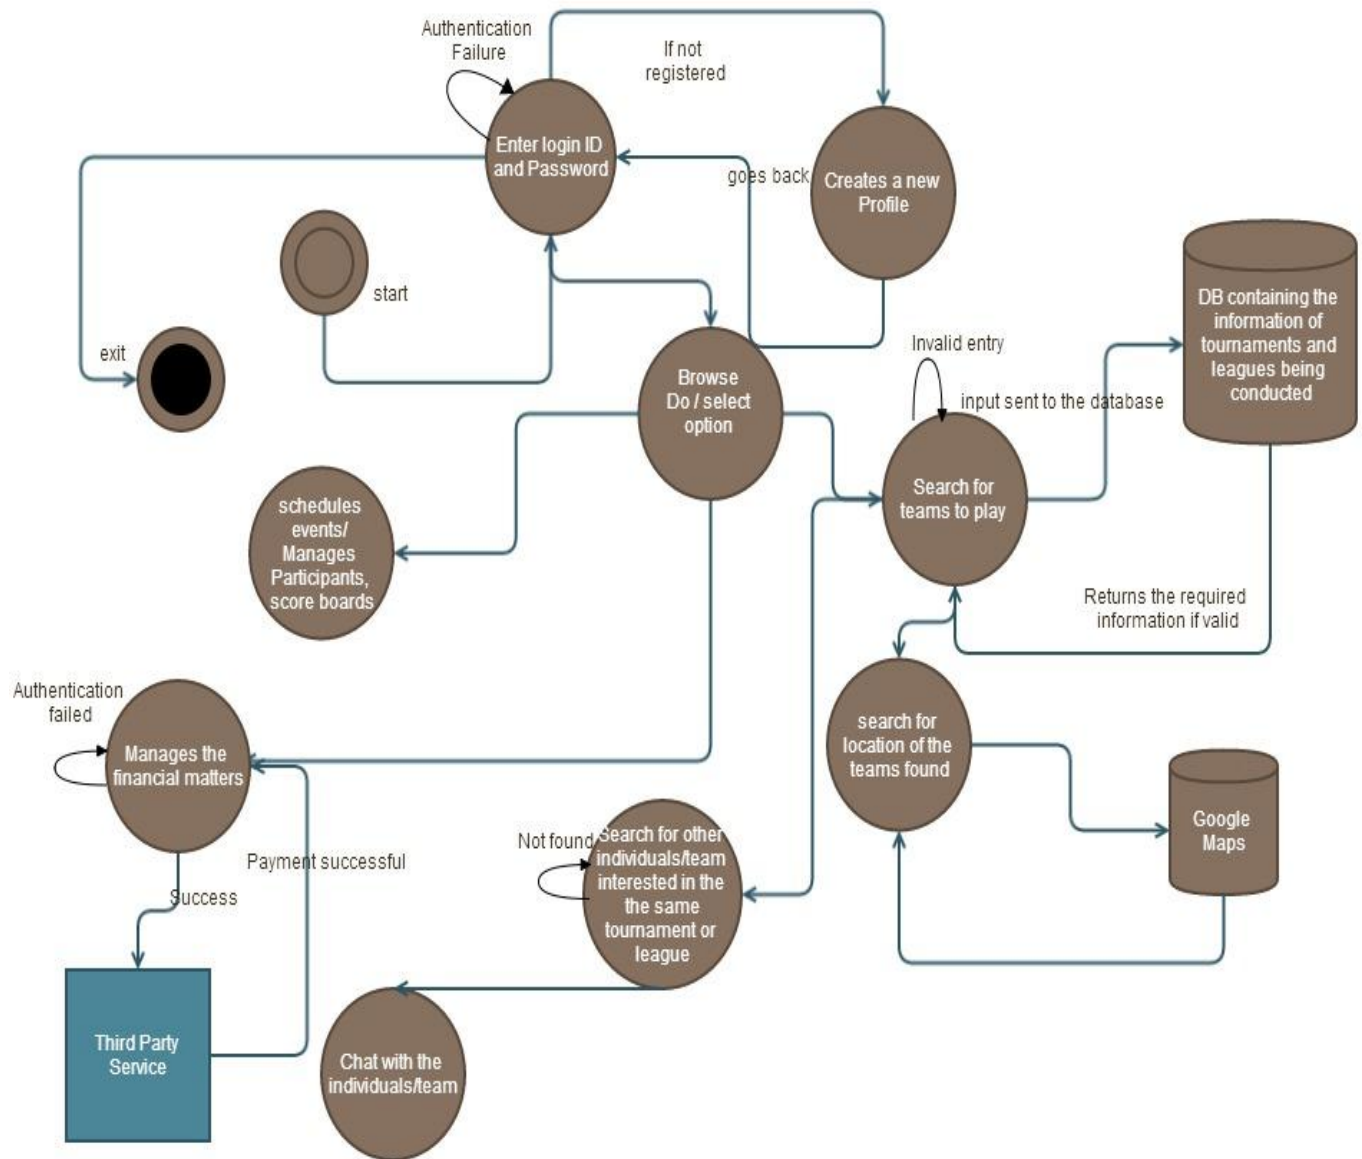 Authentication
Failure
If not
registered
Enter login ID
and Password
goes back
Creates a new
Profile
start
exit
DB containing the
information of
tournaments and
leagues being
conducted
Browse
Do / select
option
Invalid entry
input sent to the database
Search for
teams to play
schedules
events/
Manages
Participants,
score boards
Returns the required
information if valid
Authentication
failed
Manages the
financial matters
search for
location of the
teams found
Google
Maps
Not found
Search for other
individuals/team
interested in the
the same
tournament or
league
Payment successful
Success
Third Party
Service
Chat with the
individuals/team